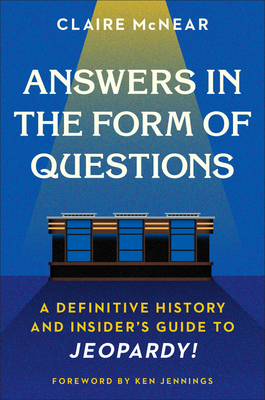 CLAIRE McNEAR
ANSWERS IN
THE FORM OF
QUESTIONS
A DEFINITIVE HISTORY
AND INSIDER'S GUIDE TO
JEOPARDY!
FOREWORD BY KEN JENNINGS